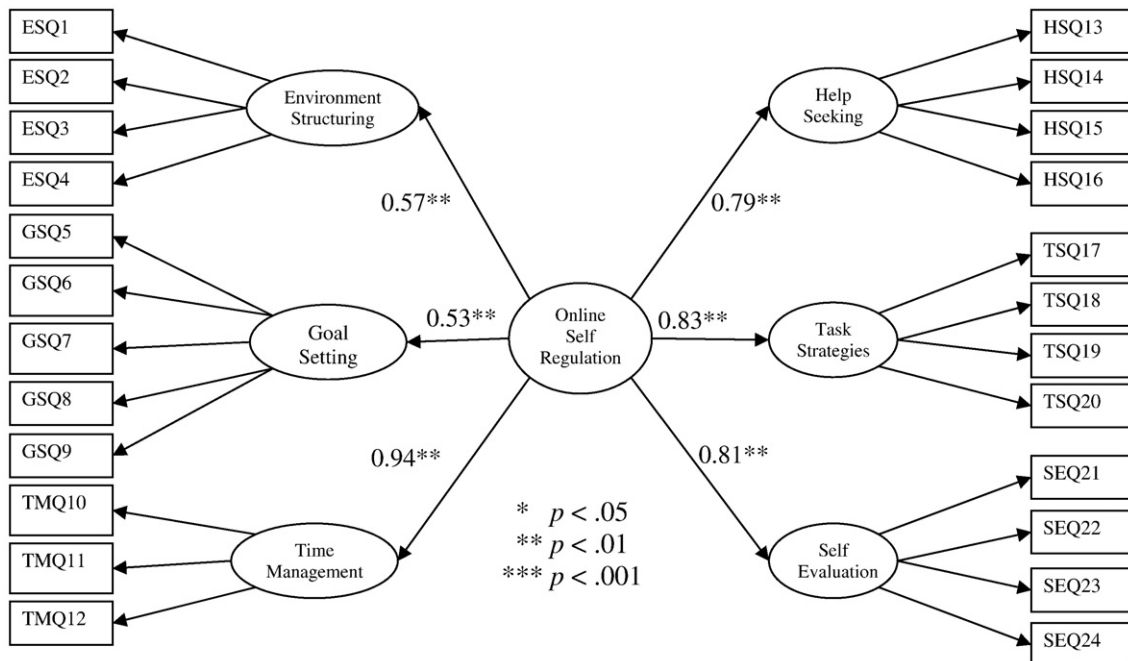 ESQ1
ESQ2
ESQ3
ESQ4
GSQ5
GSQ6
GSQ7
GSQ8
GSQ9
TMQ10
TMQ11
TMQ12
Environment
Structuring
0.57**
Goal
Setting
0.53**
Time
Management
0.94**
Online
Self
Regulation
* p < .05
** p < .01
*** p < .001
0.79**
Help
Seeking
0.83**
Task
Strategies
0.81**
Self
Evaluation
HSQ13
HSQ14
HSQ15
HSQ16
TSQ17
TSQ18
TSQ19
TSQ20
SEQ21
SEQ22
SEQ23
SEQ24